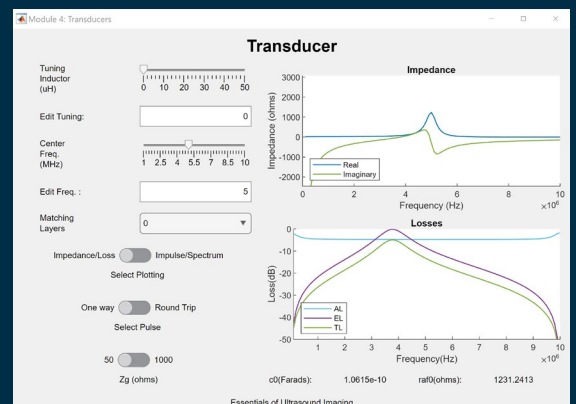 Module 4: Transducers
Transducer
Tuning
Inductor
(uH)
0 10 20 30 40 50
Edit Tuning:
0
Center
Freq.
(MHz)
1 2.5 4 5.5 7 8.5 10
Edit Freq. :
5
Matching
Layers
0
Impedance/Loss
Impulse/Spectrum
Select Plotting
One way
Round Trip
Select Pulse
50
1000
Zg (ohms)
Impedance
Impedance (ohms)
3000
2000
1000
0
-1000
-2000
Real
Imaginary
0 2 4 6 8 10
Frequency (Hz)
×10⁶
Losses
Loss(dB)
0
-10
-20
-30
-40
-50
AL
EL
TL
1 2 3 4 5 6 7 8 9 10
Frequency(Hz)
×10⁶
c0(Farads):
1.0615e-10
raf0(ohms):
1231.2413
Essentials of Ultrasound Imaging